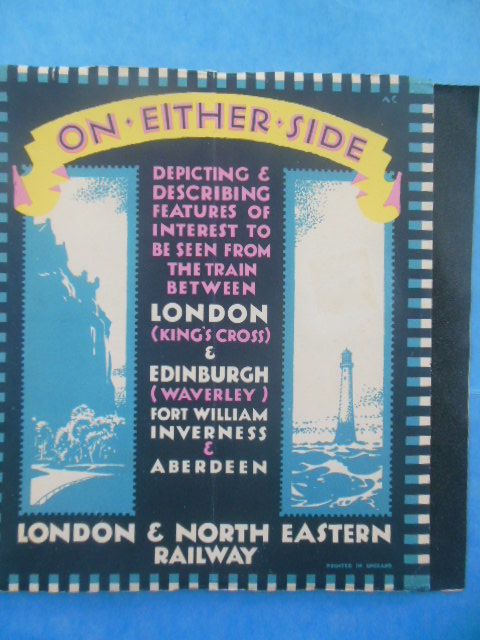 AC
ON · EITHER · SIDE
DEPICTING &
DESCRIBING
FEATURES OF
INTEREST TO
BE SEEN FROM
THE TRAIN
BETWEEN
LONDON
(KING'S CROSS)
&
EDINBURGH
(WAVERLEY)
FORT WILLIAM
INVERNESS
&
ABERDEEN
LONDON & NORTH EASTERN
RAILWAY
PRINTED IN ENGLAND